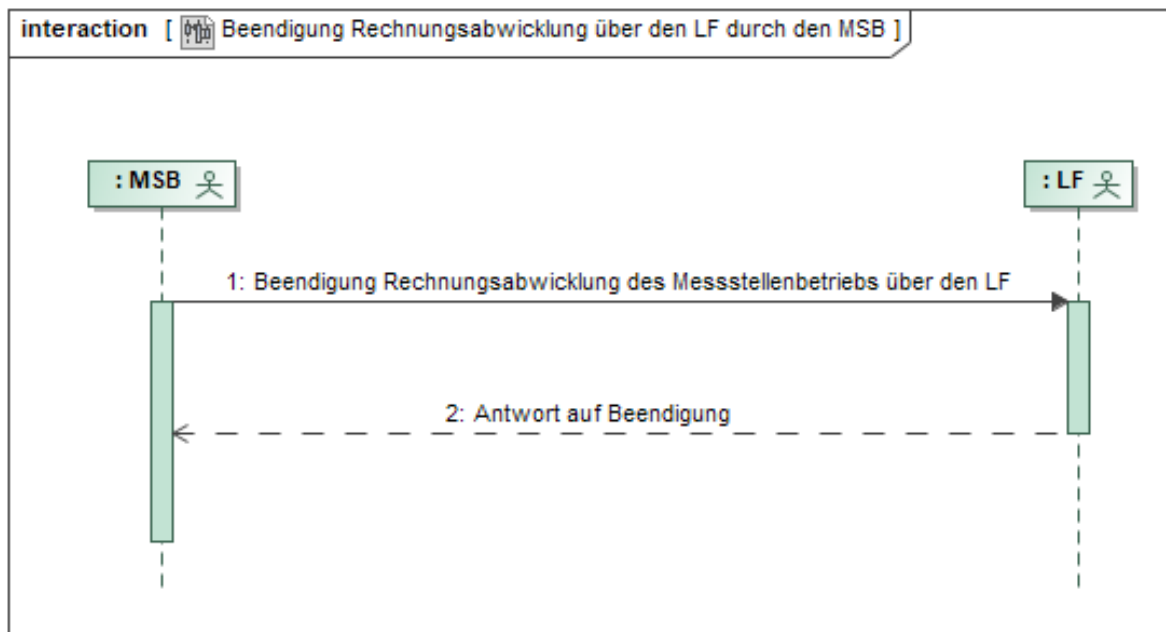 interaction [ Beendigung Rechnungsabwicklung über den LF durch den MSB ]
: MSB
: LF
1: Beendigung Rechnungsabwicklung des Messstellenbetriebs über den LF
2: Antwort auf Beendigung